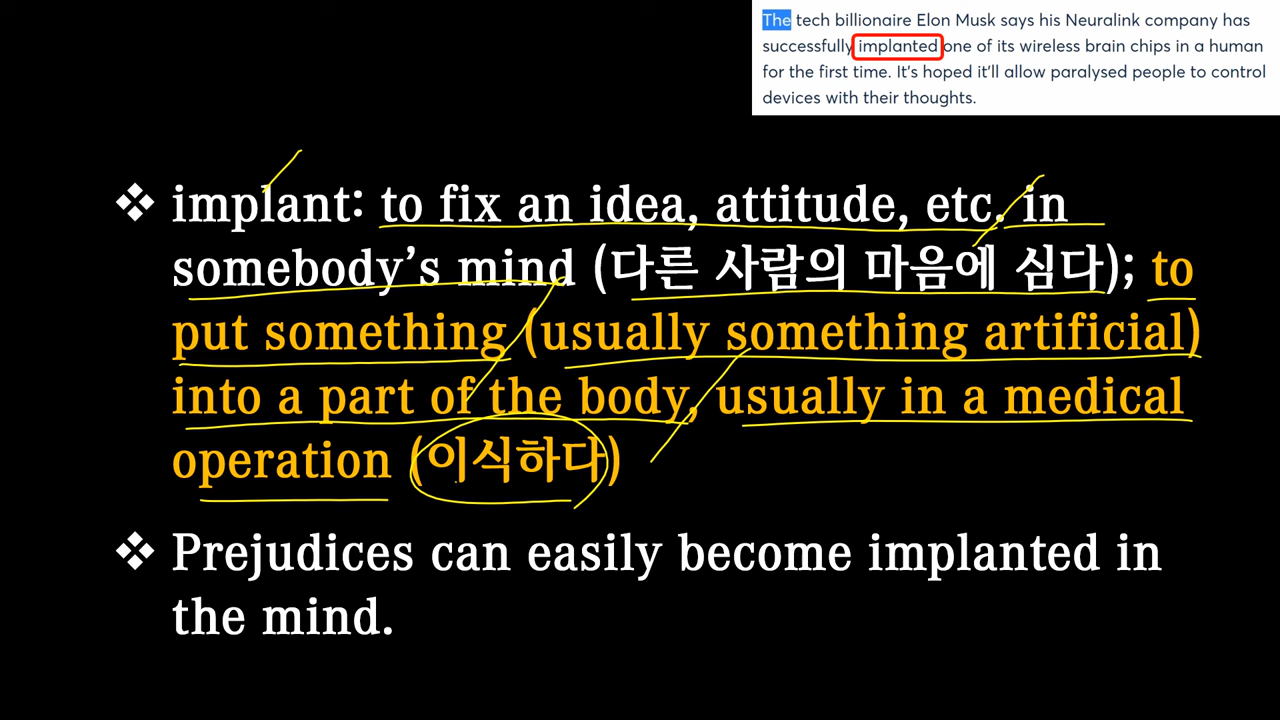 The tech billionaire Elon Musk says his Neuralink company has
successfully implanted one of its wireless brain chips in a human
for the first time. It's hoped it'll allow paralysed people to control
devices with their thoughts.
❖ implant: to fix an idea, attitude, etc. in
somebody's mind (다른 사람의 마음에 심다); to
put something (usually something artificial)
into a part of the body, usually in a medical
operation (이식하다)
❖ Prejudices can easily become implanted in
the mind.